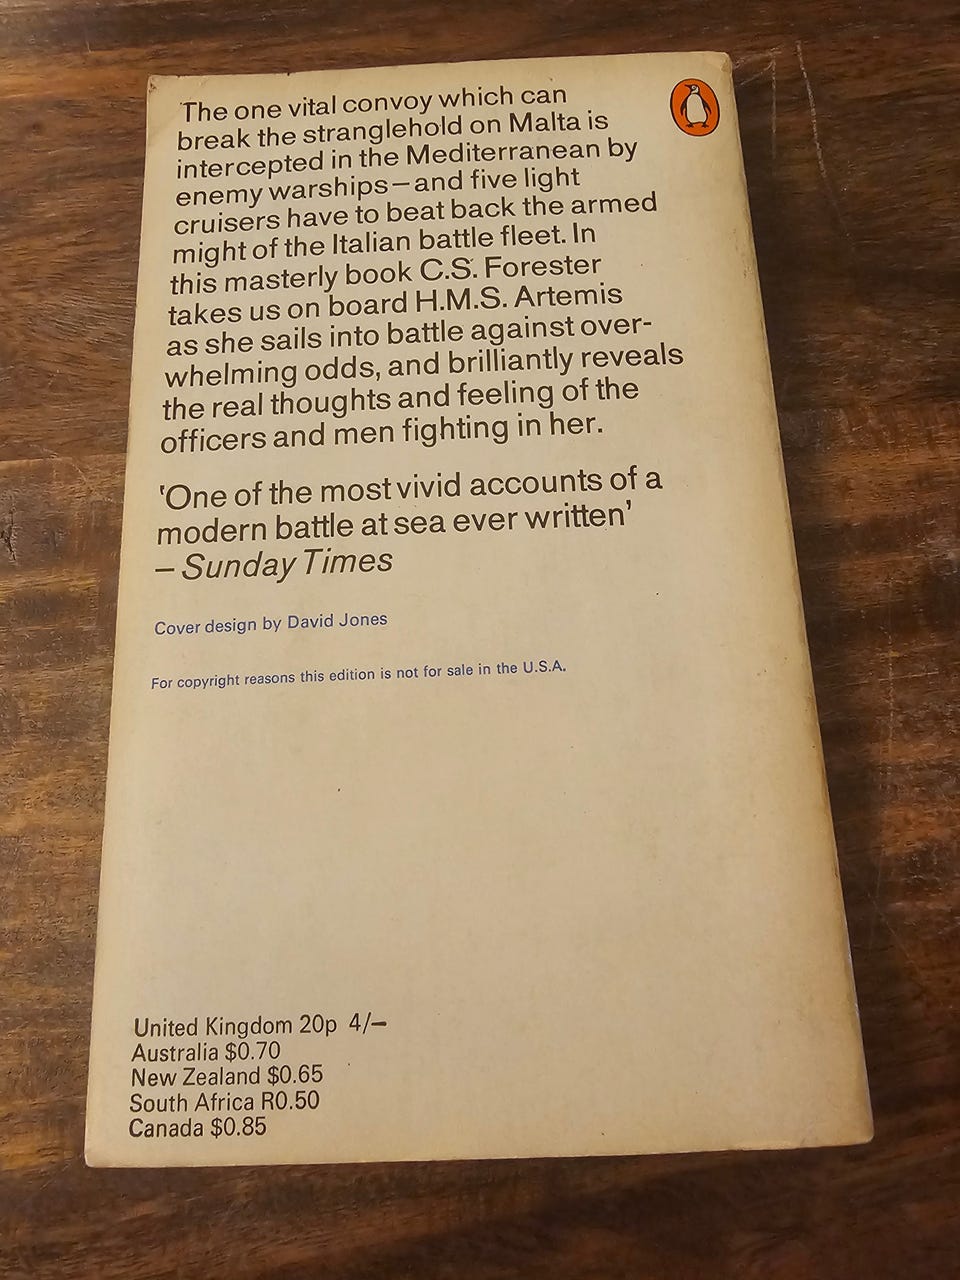 The one vital convoy which can
break the stranglehold on Malta is
intercepted in the Mediterranean by
enemy warships—and five light
cruisers have to beat back the armed
might of the Italian battle fleet. In
this masterly book C.S. Forester
takes us on board H.M.S. Artemis
as she sails into battle against over-
whelming odds, and brilliantly reveals
the real thoughts and feeling of the
officers and men fighting in her.
'One of the most vivid accounts of a
modern battle at sea ever written'
– Sunday Times
Cover design by David Jones
For copyright reasons this edition is not for sale in the U.S.A.
United Kingdom 20p 4/–
Australia $0.70
New Zealand $0.65
South Africa R0.50
Canada $0.85